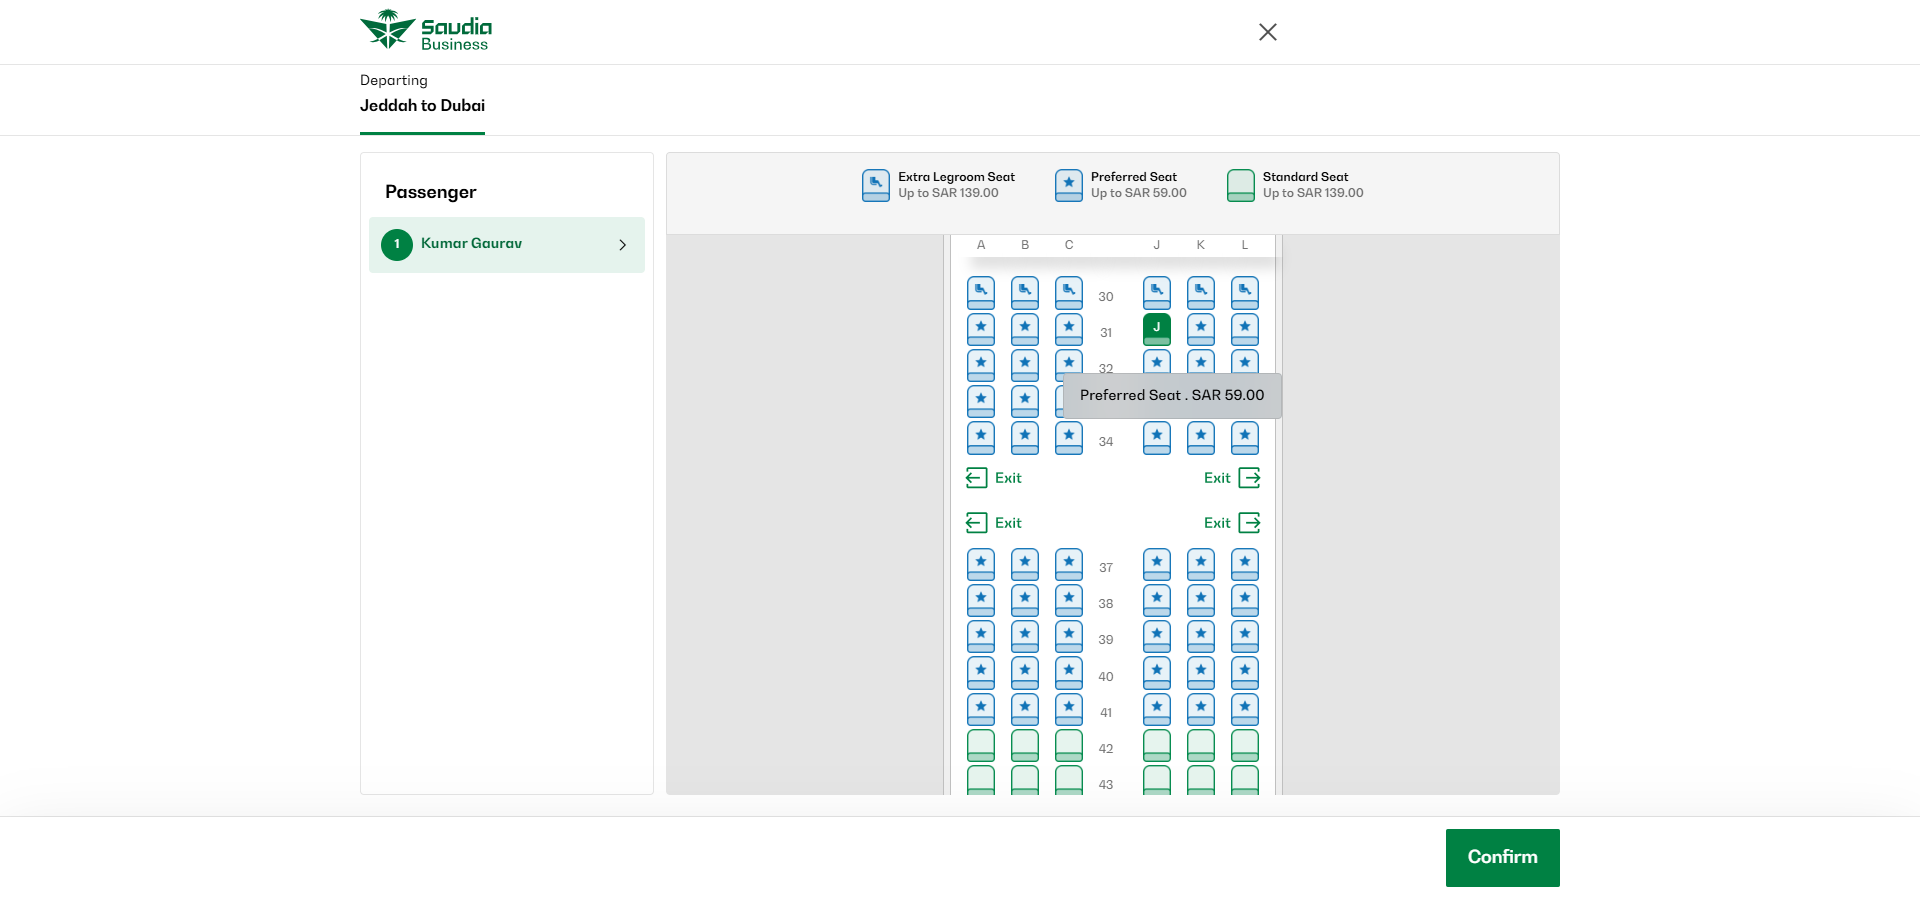 Saudia
Business
Departing
Jeddah to Dubai
Passenger
1 Kumar Gaurav
Extra Legroom Seat
Up to SAR 139.00
Preferred Seat
Up to SAR 59.00
Standard Seat
Up to SAR 139.00
A B C J K L
30
31 J
32
Preferred Seat . SAR 59.00
34
Exit Exit
Exit Exit
37
38
39
40
41
42
43
Confirm